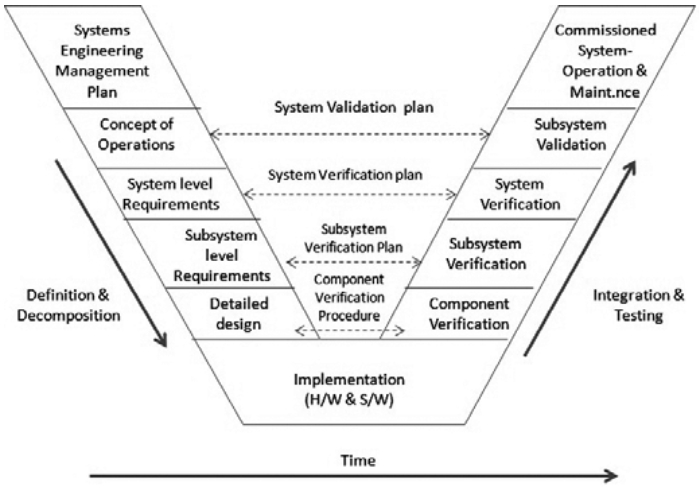 Systems
Engineering
Management
Plan
Commissioned
System-
Operation &
Maint.nce
System Validation plan
Concept of
Operations
Subsystem
Validation
System Verification plan
System level
Requirements
System
Verification
Subsystem
Verification Plan
Subsystem
level
Requirements
Subsystem
Verification
Component
Verification
Procedure
Definition &
Decomposition
Detailed
design
Component
Verification
Integration &
Testing
Implementation
(H/W & S/W)
Time